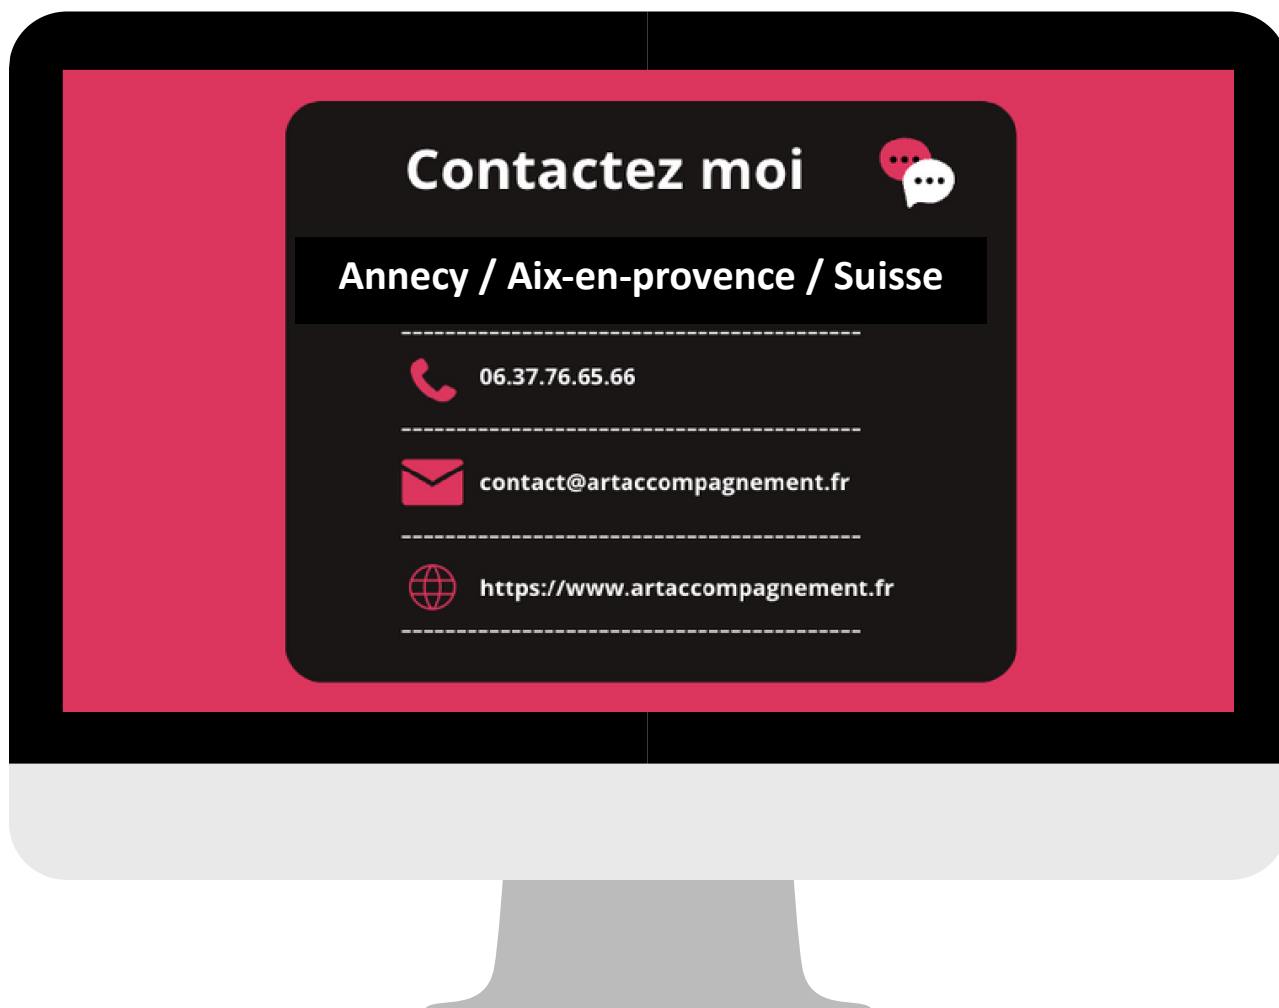 Contactez moi
Annecy / Aix-en-provence / Suisse
06.37.76.65.66
contact@artaccompagnement.fr
https://www.artaccompagnement.fr